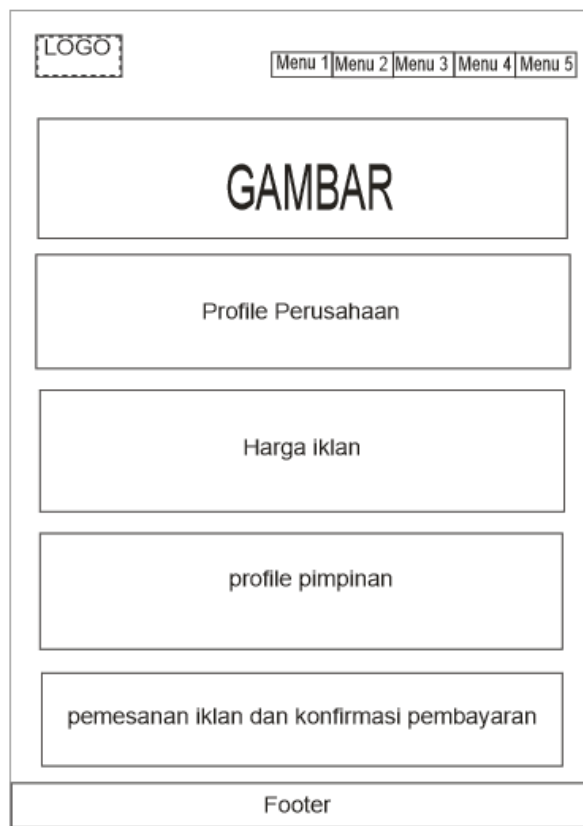 LOGO
Menu 1 Menu 2 Menu 3 Menu 4 Menu 5
GAMBAR
Profile Perusahaan
Harga iklan
profile pimpinan
pemesanan iklan dan konfirmasi pembayaran
Footer